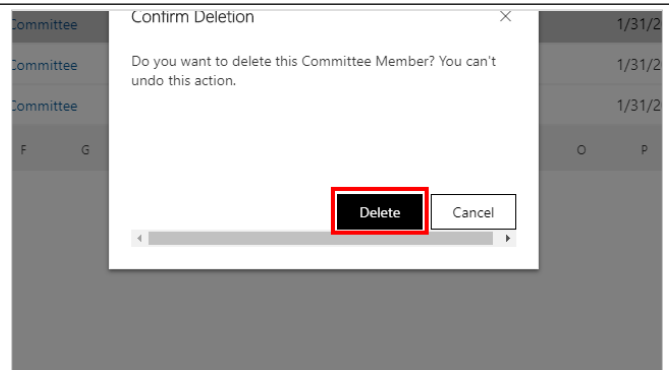 Confirm Deletion
Committee 1/31/2
Do you want to delete this Committee Member? You can't
undo this action.
Committee 1/31/2
Committee 1/31/2
F G O P
Delete Cancel